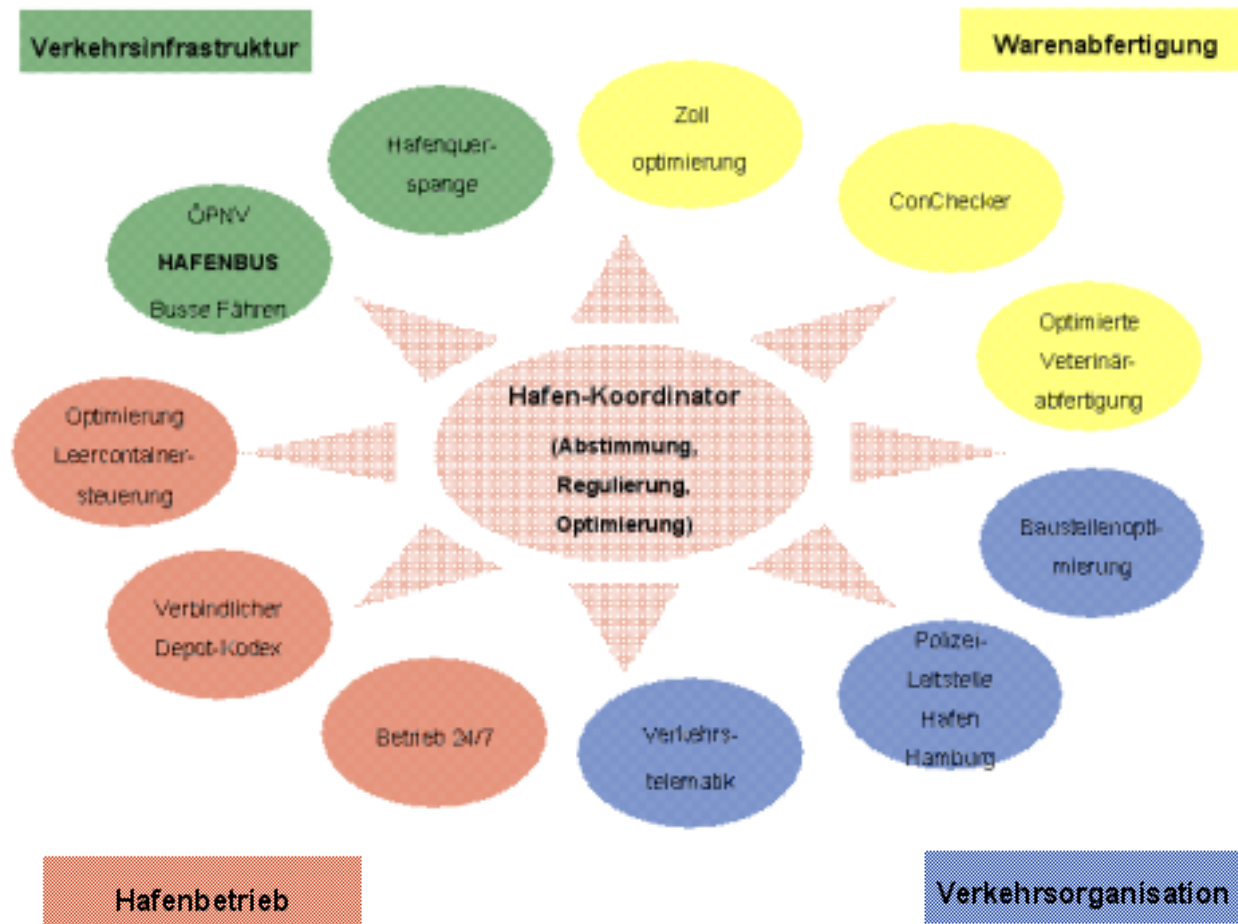 Verkehrsinfrastruktur
Warenabfertigung
Zoll
optimierung
Hafenquer-
spange
ConChecker
ÖPNV
HAFENBUS
Busse Fähren
Optimierte
Veterinär-
abfertigung
Hafen-Koordinator
(Abstimmung,
Regulierung,
Optimierung)
Optimierung
Leercontainer-
steuerung
Baustellenopti-
mierung
Verbindlicher
Depot-Kodex
Polizei-
Leitstelle
Hafen
Hamburg
Betrieb 24/7
Verkehrs-
telematik
Hafenbetrieb
Verkehrsorganisation